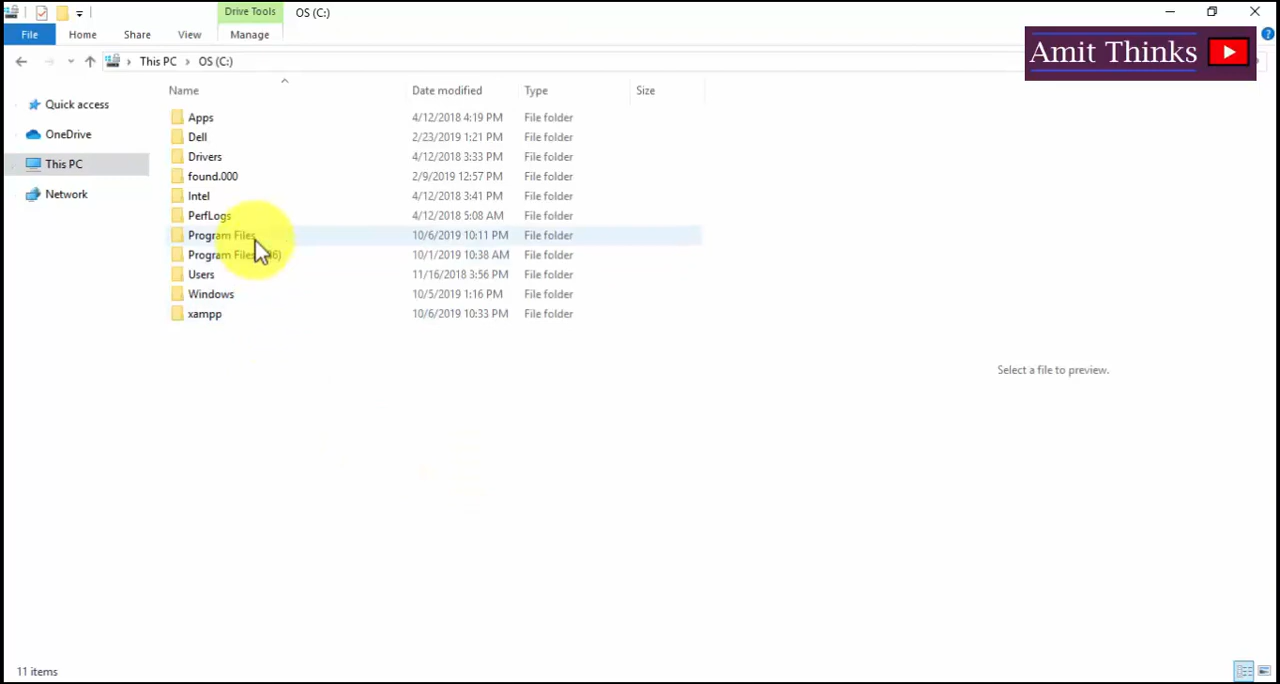 Drive Tools OS (C:)
File Home Share View Manage
Amit Thinks
This PC OS (C:)
Name Date modified Type Size
Quick access
OneDrive
This PC
Network
Apps 4/12/2018 4:19 PM File folder
Dell 2/23/2019 1:21 PM File folder
Drivers 4/12/2018 3:33 PM File folder
found.000 2/9/2019 12:57 PM File folder
Intel 4/12/2018 3:41 PM File folder
PerfLogs 4/12/2018 5:08 AM File folder
Program Files 10/6/2019 10:11 PM File folder
Program Files 10/1/2019 10:38 AM File folder
Users 11/16/2018 3:56 PM File folder
Windows 10/5/2019 1:16 PM File folder
xampp 10/6/2019 10:33 PM File folder
Select a file to preview.
11 items